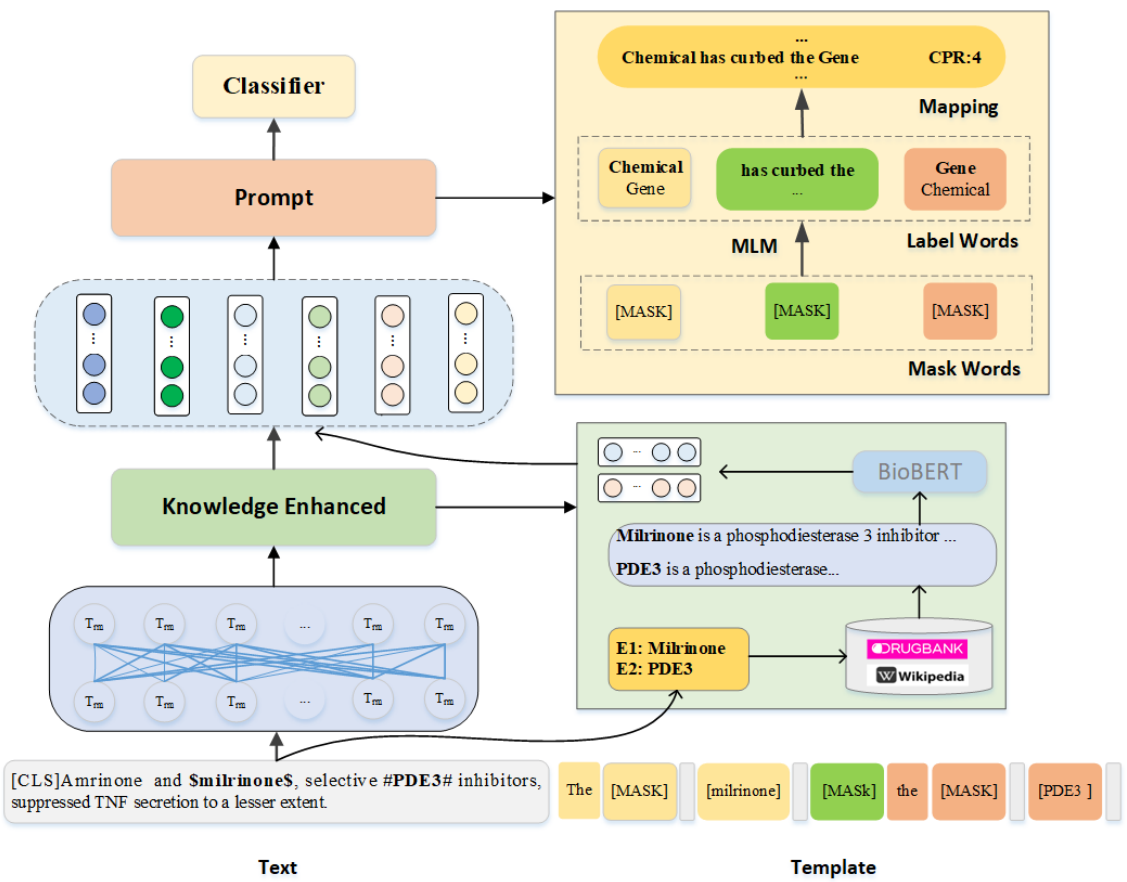 Classifier
Prompt
Knowledge Enhanced
...
Chemical has curbed the Gene CPR:4
...
Mapping
Chemical
Gene
has curbed the
...
Gene
Chemical
MLM
Label Words
[MASK] [MASK] [MASK]
Mask Words
...
...
BioBERT
Milrinone is a phosphodiesterase 3 inhibitor ...
PDE3 is a phosphodiesterase...
E1: Milrinone
E2: PDE3
DRUGBANK
W Wikipedia
Trm Trm Trm ... Trm Trm
Trm Trm Trm ... Trm Trm
[CLS]Amrinone and $milrinone$, selective #PDE3# inhibitors,
suppressed TNF secretion to a lesser extent.
The [MASK] [milrinone] [MASk] the [MASK] [PDE3 ]
Text
Template